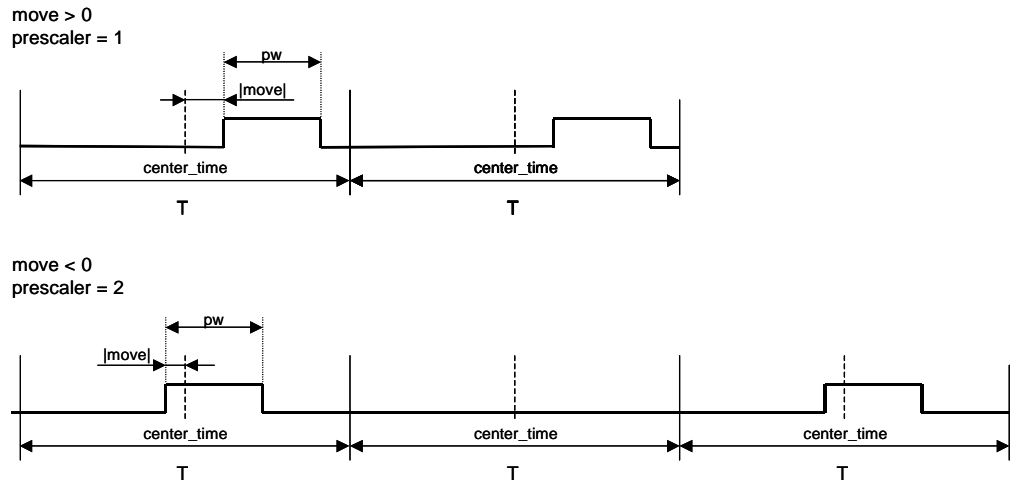 move > 0
prescaler = 1
pw
|move|
center_time
center_time
T
T
move < 0
prescaler = 2
pw
|move|
center_time
center_time
center_time
T
T
T